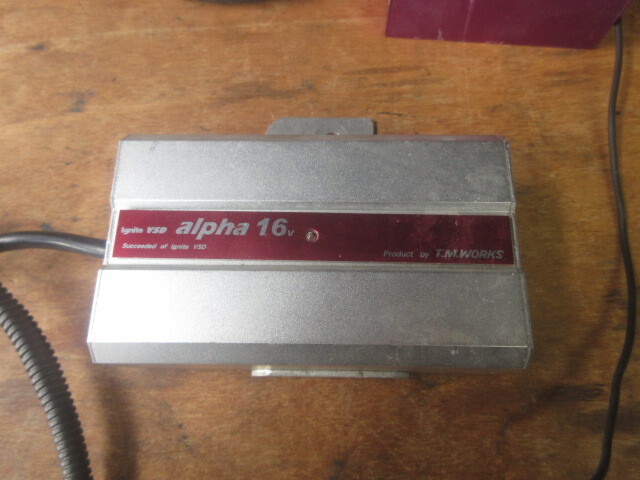 Ignite VSD alpha 16v
Succeeded of Ignite VSD
Product by T.M.WORKS